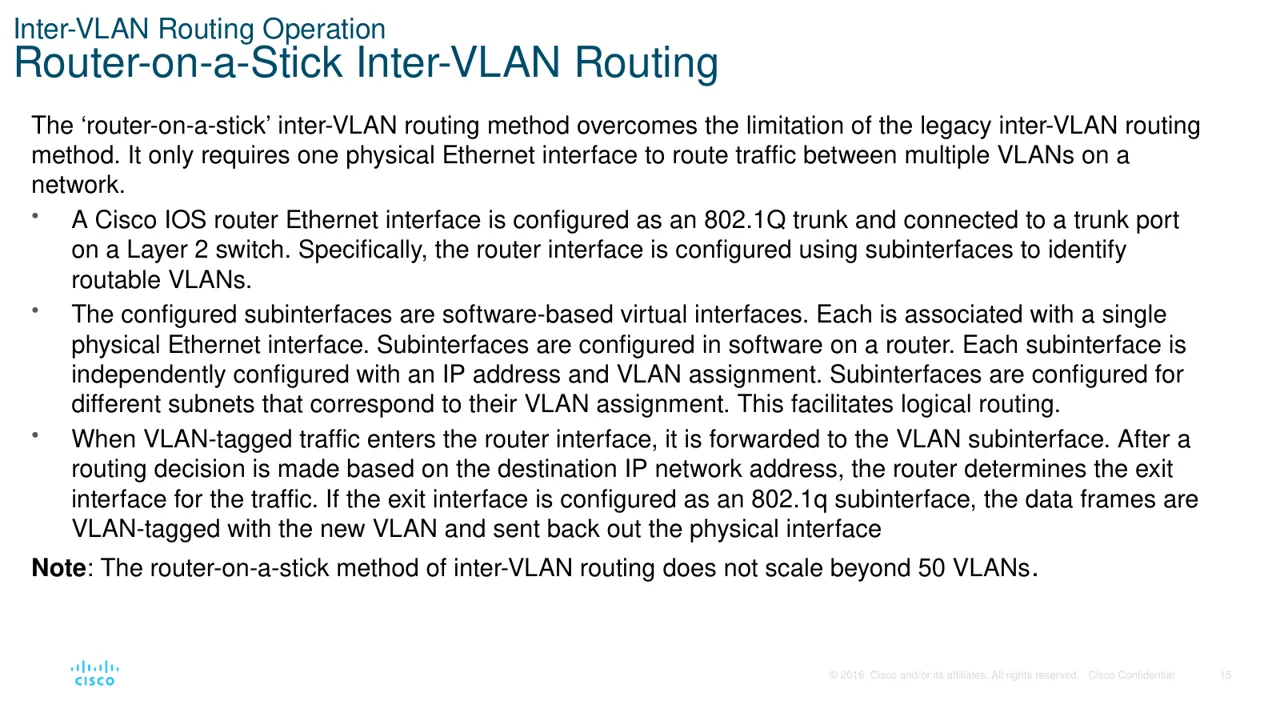 Inter-VLAN Routing Operation
Router-on-a-Stick Inter-VLAN Routing
The ‘router-on-a-stick’ inter-VLAN routing method overcomes the limitation of the legacy inter-VLAN routing
method. It only requires one physical Ethernet interface to route traffic between multiple VLANs on a
network.
• A Cisco IOS router Ethernet interface is configured as an 802.1Q trunk and connected to a trunk port
on a Layer 2 switch. Specifically, the router interface is configured using subinterfaces to identify
routable VLANs.
• The configured subinterfaces are software-based virtual interfaces. Each is associated with a single
physical Ethernet interface. Subinterfaces are configured in software on a router. Each subinterface is
independently configured with an IP address and VLAN assignment. Subinterfaces are configured for
different subnets that correspond to their VLAN assignment. This facilitates logical routing.
• When VLAN-tagged traffic enters the router interface, it is forwarded to the VLAN subinterface. After a
routing decision is made based on the destination IP network address, the router determines the exit
interface for the traffic. If the exit interface is configured as an 802.1q subinterface, the data frames are
VLAN-tagged with the new VLAN and sent back out the physical interface
Note: The router-on-a-stick method of inter-VLAN routing does not scale beyond 50 VLANs.
CISCO
© 2016 Cisco and/or its affiliates. All rights reserved. Cisco Confidential
15